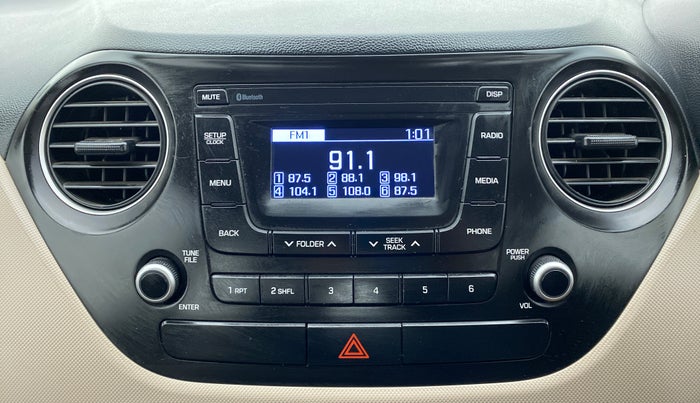 MUTE Bluetooth DISP
SETUP CLOCK
FM1 1:01
RADIO
91.1
MENU
1 87.5 2 88.1 3 98.1
4 104.1 5 108.0 6 87.5
MEDIA
BACK
FOLDER
SEEK TRACK
PHONE
TUNE FILE
POWER PUSH
1 RPT 2 SHFL 3 4 5 6
ENTER
VOL